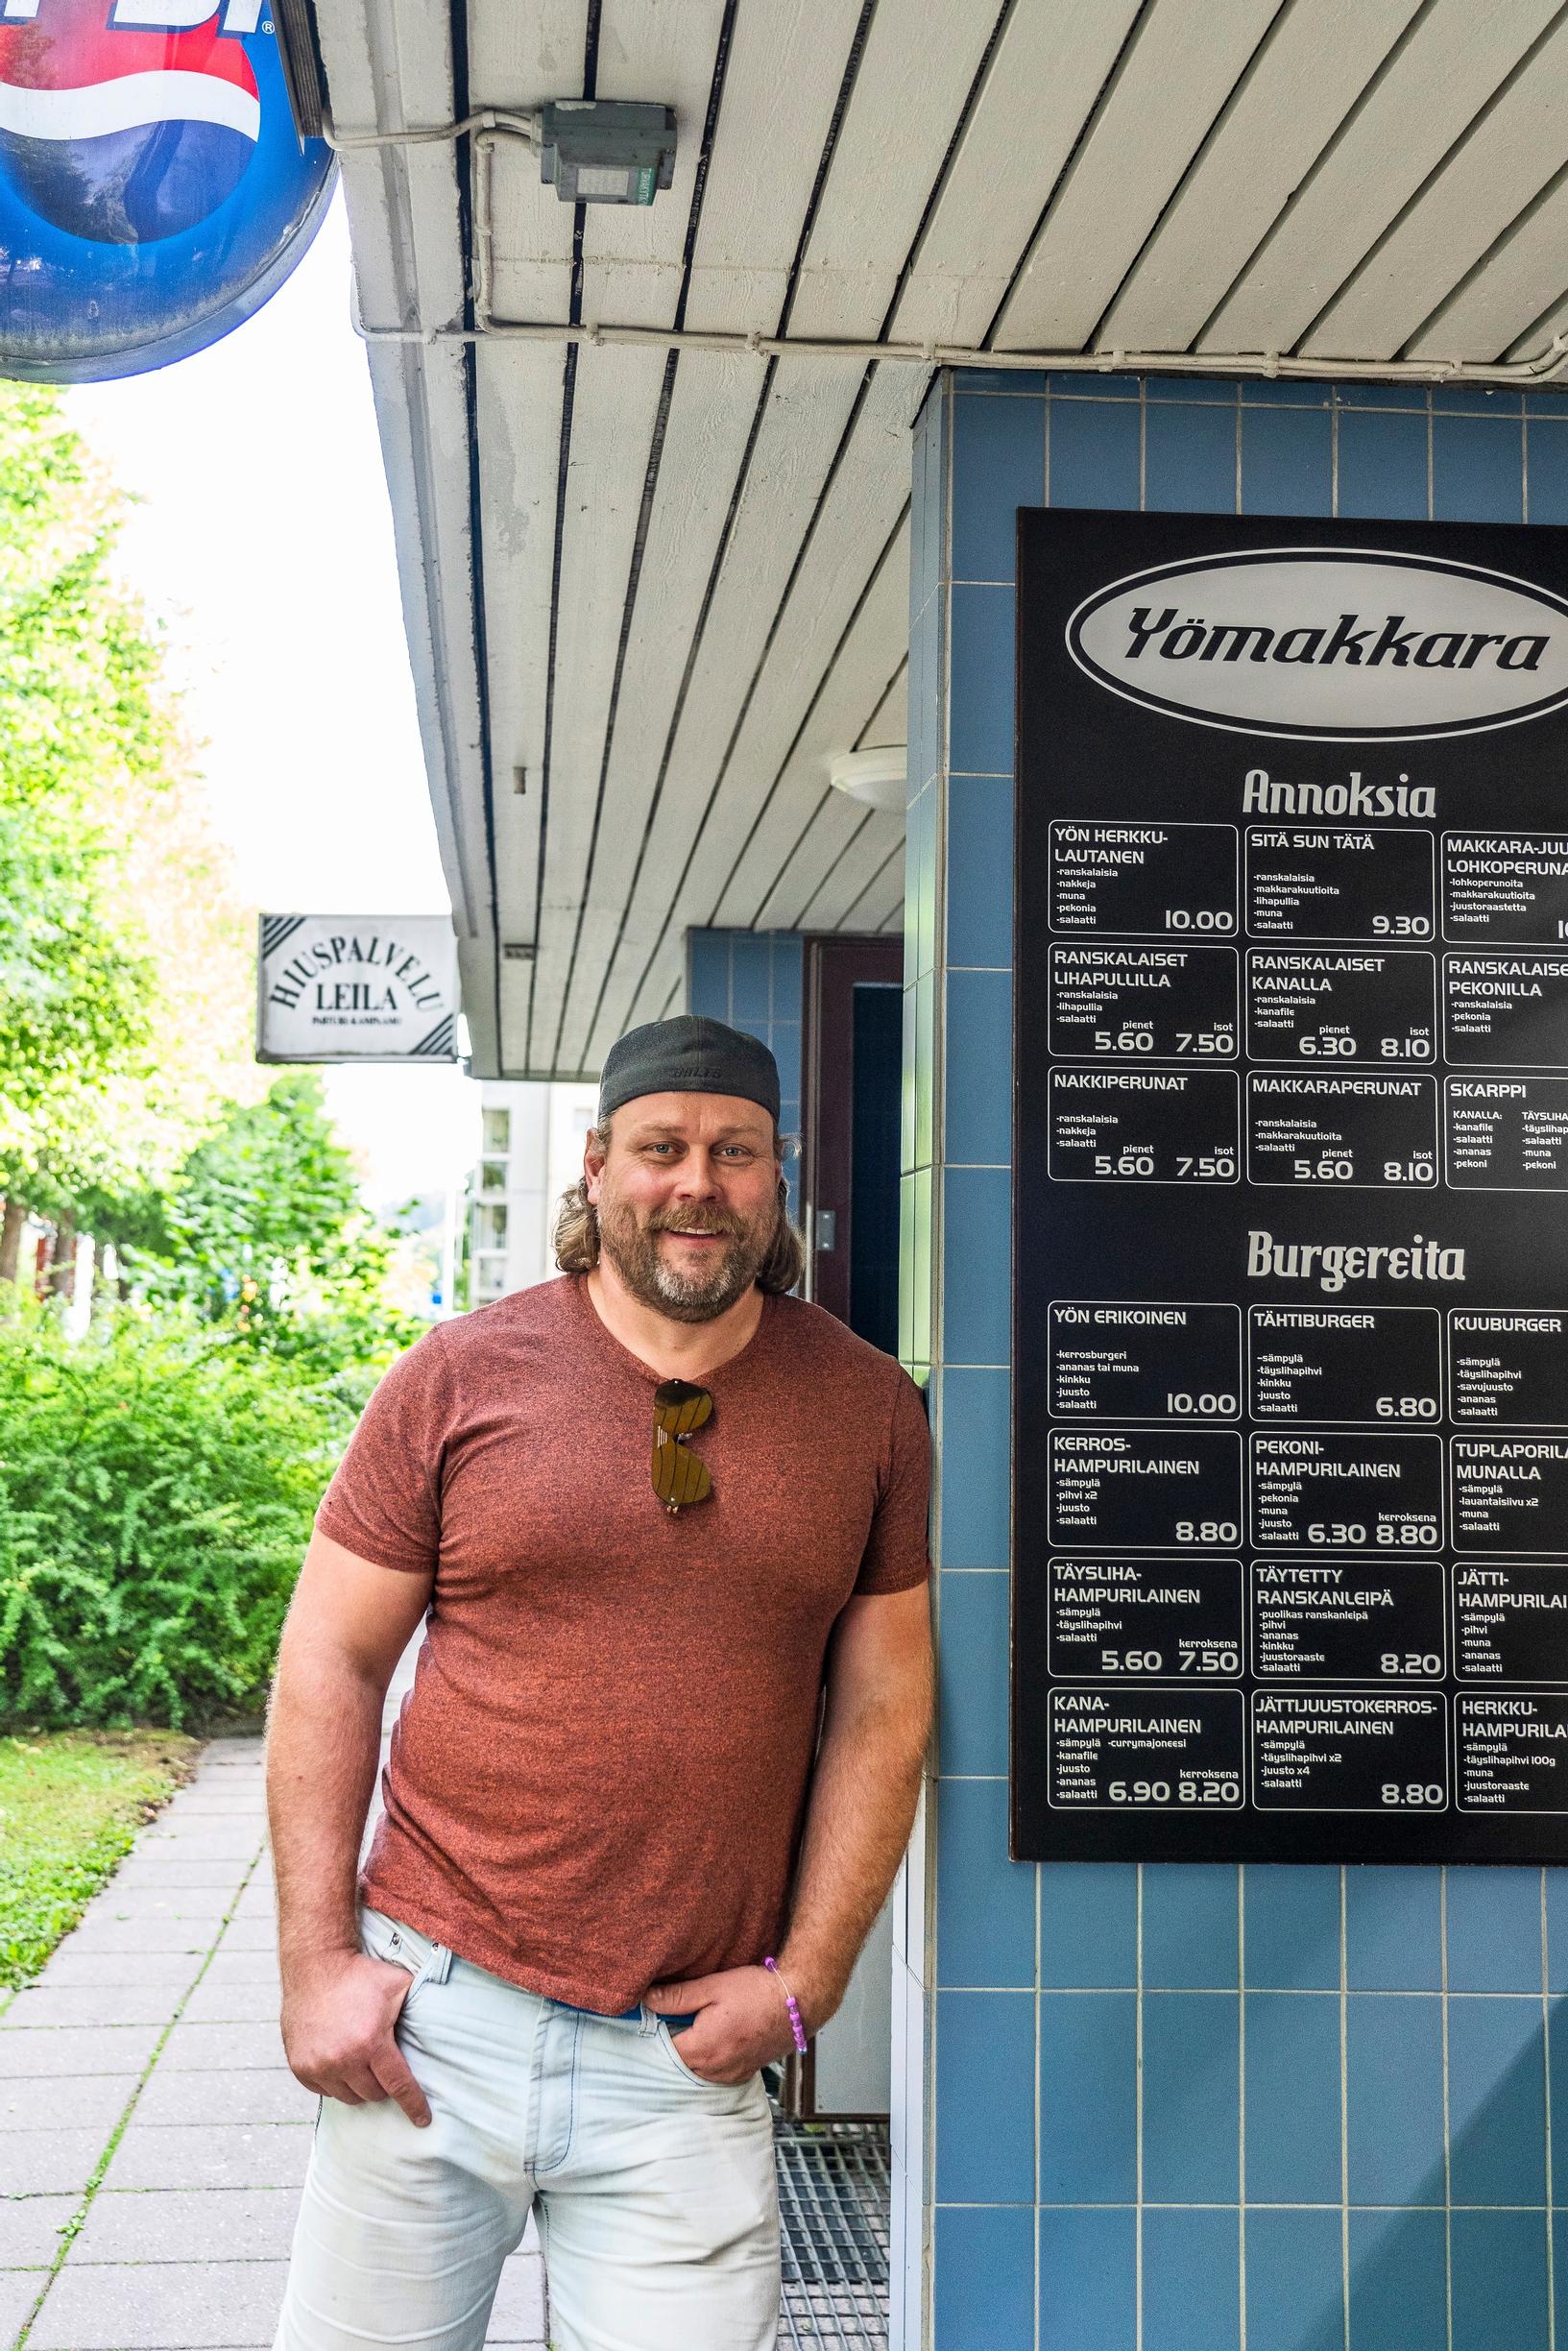 ®
HIUSPALVELU
LEILA
Yömakkara
Annoksia
YÖN HERKKU-
LAUTANEN
-ranskalaisia
-nakkeja
-muna
-pekonia
-salaatti
10.00
SITÄ SUN TÄTÄ
-ranskalaisia
-makkarakuutioita
-lihapullia
-muna
-salaatti
9.30
MAKKARA-JUU
LOHKOPERUNA
-lohkoperunoita
-makkarakuutioita
-juustoraastetta
-salaatti
RANSKALAISET
LIHAPULLILLA
-ranskalaisia
-lihapullia
-salaatti
pienet isot
5.60 7.50
RANSKALAISET
KANALLA
-ranskalaisia
-kanafile
-salaatti
pienet isot
6.30 8.10
RANSKALAISE
PEKONILLA
-ranskalaisia
-pekonia
-salaatti
NAKKIPERUNAT
-ranskalaisia
-nakkeja
-salaatti
pienet isot
5.60 7.50
MAKKARAPERUNAT
-ranskalaisia
-makkarakuutioita
-salaatti
pienet isot
5.60 8.10
SKARPPI
KANALLA: TÄYSLIHA
-kanafile -täyslihap
-salaatti -salaatti
-ananas -muna
-pekoni -pekoni
Burgereita
YÖN ERIKOINEN
-kerrosburgeri
-ananas tai muna
-kinkku
-juusto
-salaatti
10.00
TÄHTIBURGER
-sämpylä
-täyslihapihvi
-kinkku
-juusto
-salaatti
6.80
KUUBURGER
-sämpylä
-täyslihapihvi
-savujuusto
-ananas
-salaatti
KERROS-
HAMPURILAINEN
-sämpylä
-pihvi x2
-juusto
-salaatti
8.80
PEKONI-
HAMPURILAINEN
-sämpylä
-pekonia
-muna
-juusto
-salaatti
kerroksena
6.30 8.80
TUPLAPORILA
MUNALLA
-sämpylä
-lauantaisiivu x2
-muna
-salaatti
TÄYSLIHA-
HAMPURILAINEN
-sämpylä
-täyslihapihvi
-salaatti
kerroksena
5.60 7.50
TÄYTETTY
RANSKANLEIPÄ
-puolikas ranskanleipä
-pihvi
-ananas
-kinkku
-juustoraaste
-salaatti
8.20
JÄTTI-
HAMPURILAI
-sämpylä
-pihvi
-muna
-ananas
-salaatti
KANA-
HAMPURILAINEN
-sämpylä -currymajoneesi
-kanafile
-juusto
-ananas
-salaatti
kerroksena
6.90 8.20
JÄTTIJUUSTOKERROS-
HAMPURILAINEN
-sämpylä
-täyslihapihvi x2
-juusto x4
-salaatti
8.80
HERKKU-
HAMPURILA
-sämpylä
-täyslihapihvi 100g
-muna
-juustoraaste
-salaatti